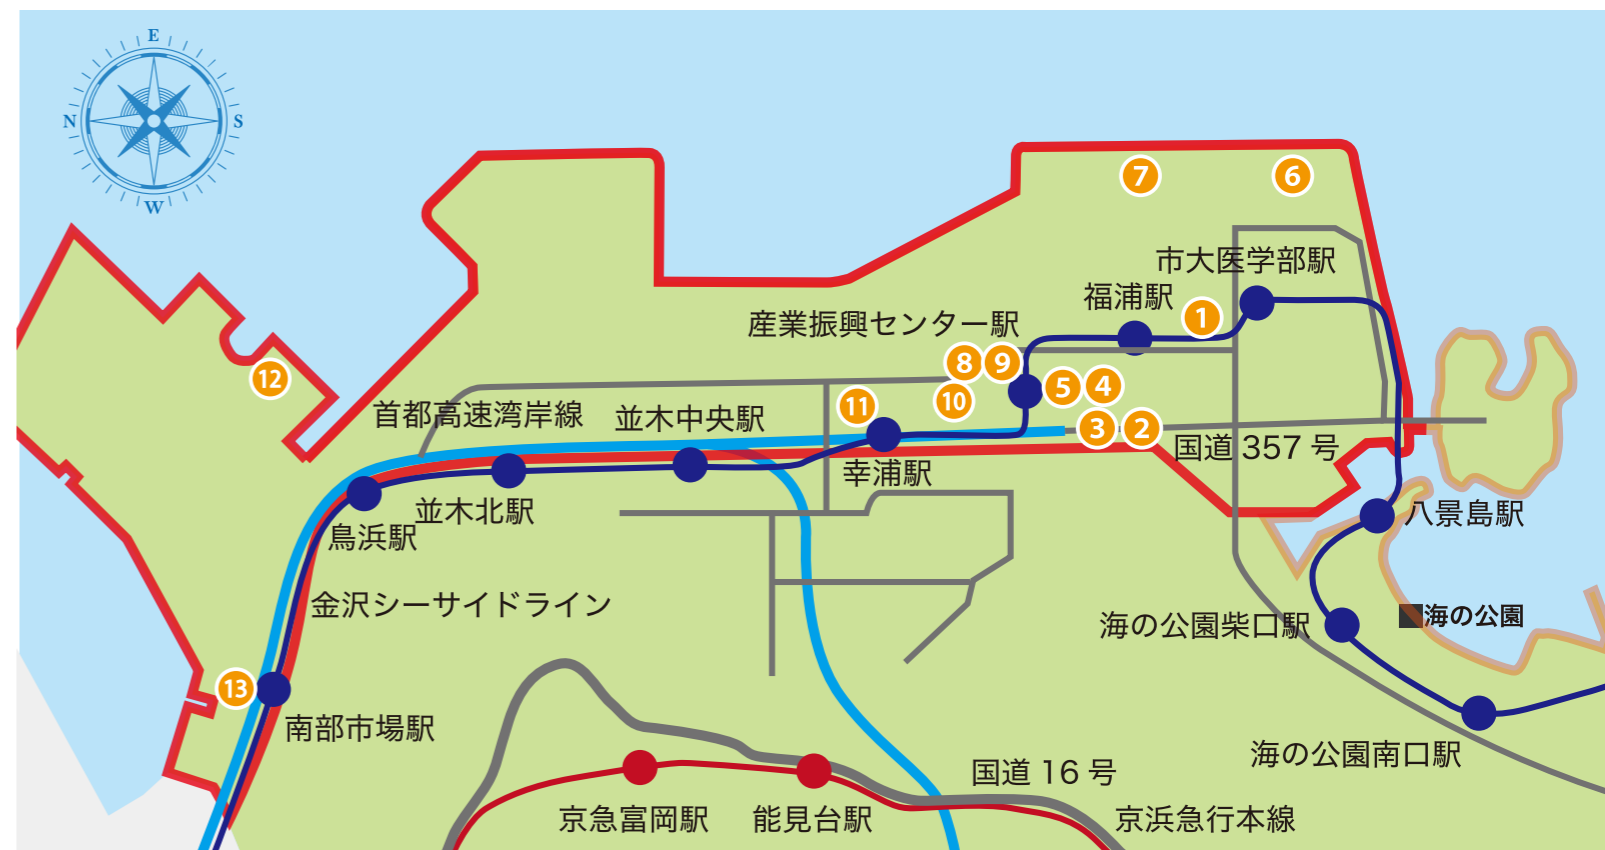 E
N
S
W
7
6
市大医学部駅
福浦駅
1
産業振興センター駅
8
9
5
4
10
11
12
首都高速湾岸線
並木中央駅
3
2
国道 357 号
幸浦駅
並木北駅
鳥浜駅
八景島駅
金沢シーサイドライン
海の公園柴口駅
海の公園
13
南部市場駅
海の公園南口駅
国道 16 号
京急富岡駅
能見台駅
京浜急行本線